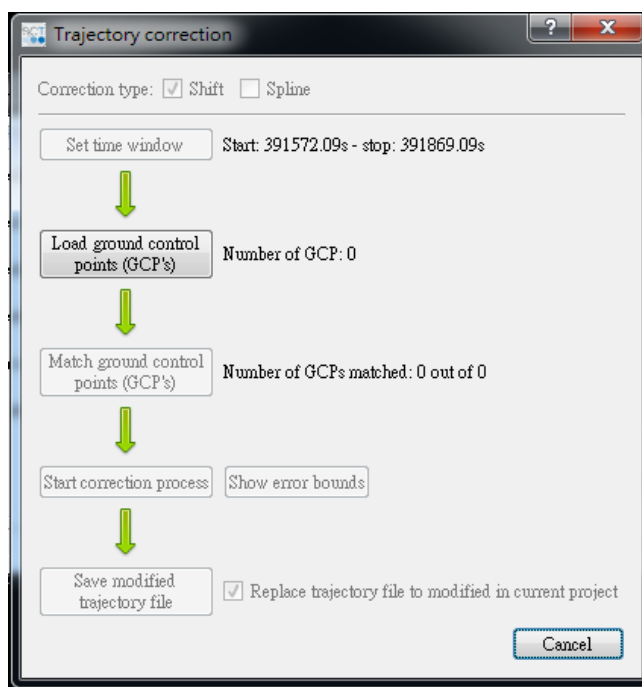 Trajectory correction
Correction type: Shift Spline
Set time window Start: 391572.09s - stop: 391869.09s
Load ground control
points (GCP's)
Number of GCP: 0
Match ground control
points (GCP's)
Number of GCPs matched: 0 out of 0
Start correction process Show error bounds
Save modified
trajectory file
Replace trajectory file to modified in current project
Cancel